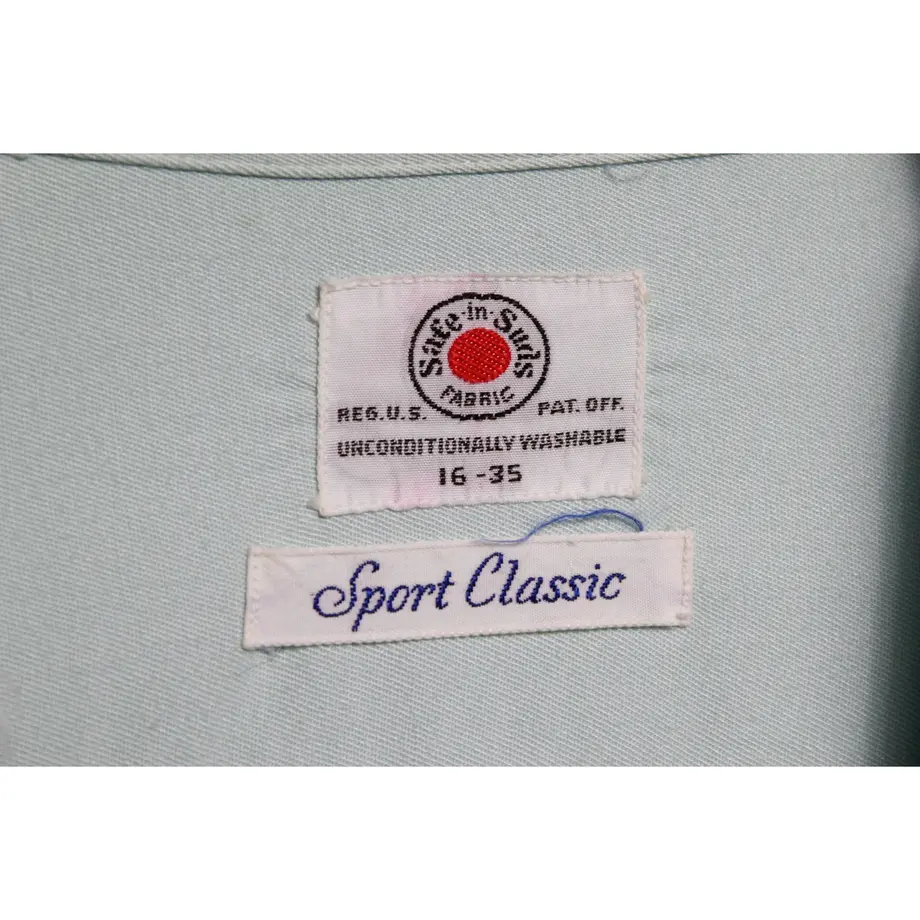 Safe-in-Suds
FABRIC
REG.U.S. PAT. OFF.
UNCONDITIONALLY WASHABLE
16-35
Sport Classic